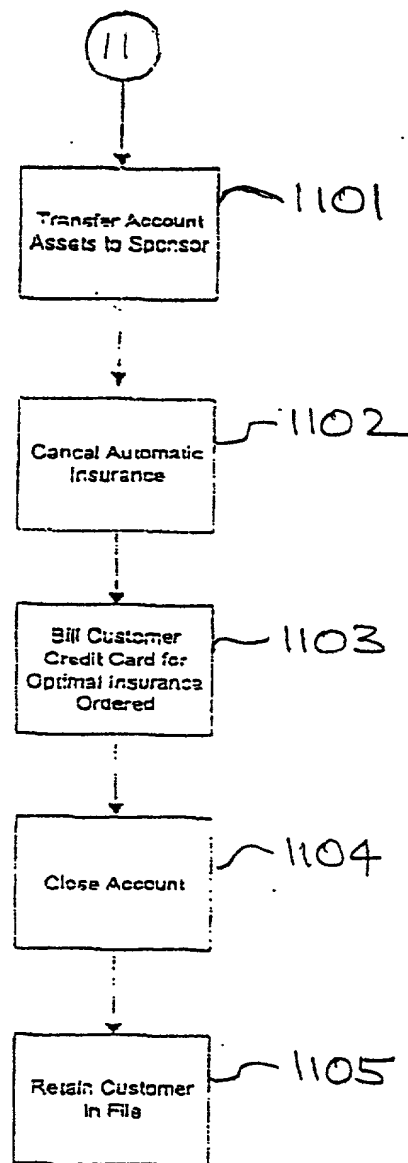 11
Transfer Account
Assets to Sponsor
1101
Cancel Automatic
Insurance
1102
Bill Customer
Credit Card for
Optimal Insurance
Ordered
1103
Close Account
1104
Retain Customer
In File
1105